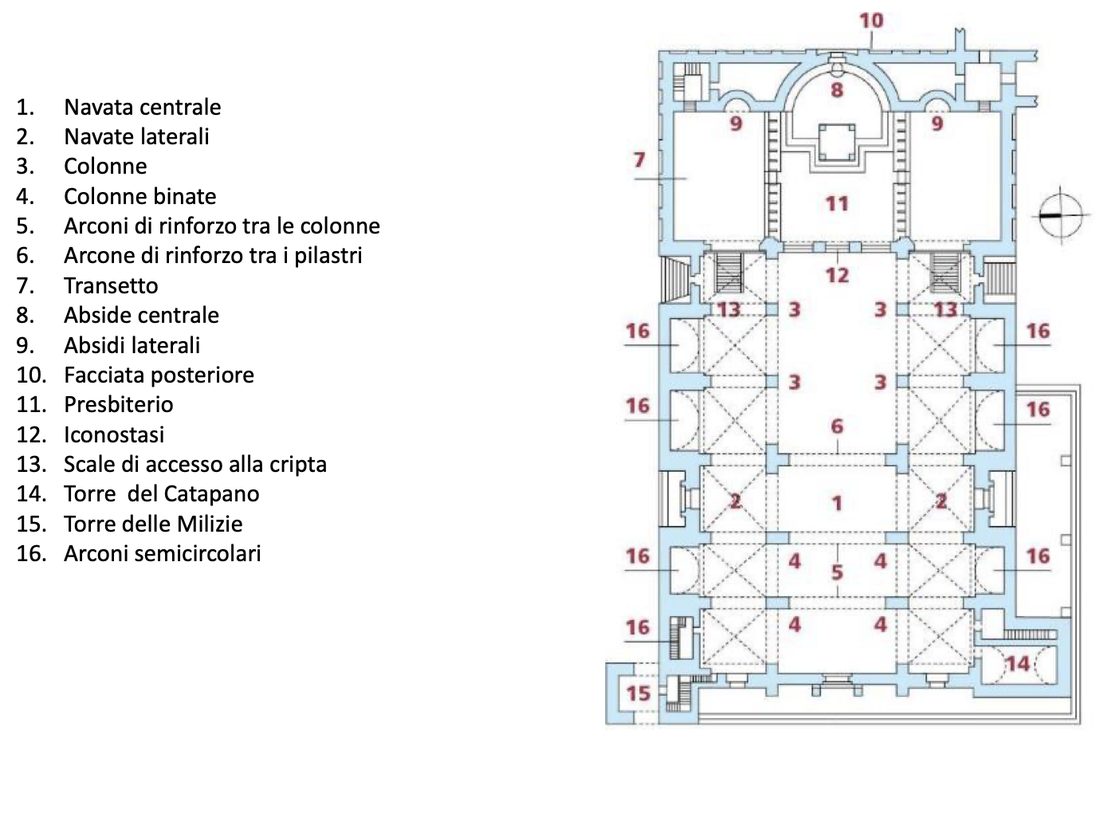 1. Navata centrale
2. Navate laterali
3. Colonne
4. Colonne binate
5. Arconi di rinforzo tra le colonne
6. Arcone di rinforzo tra i pilastri
7. Transetto
8. Abside centrale
9. Absidi laterali
10. Facciata posteriore
11. Presbiterio
12. Iconostasi
13. Scale di accesso alla cripta
14. Torre del Catapano
15. Torre delle Milizie
16. Arconi semicircolari
10
8
9 9
7
11
12
13 3 3 13
16 16
3 3
16 16
6
2 1 2
16 4 5 4 16
16 4 4
14
15